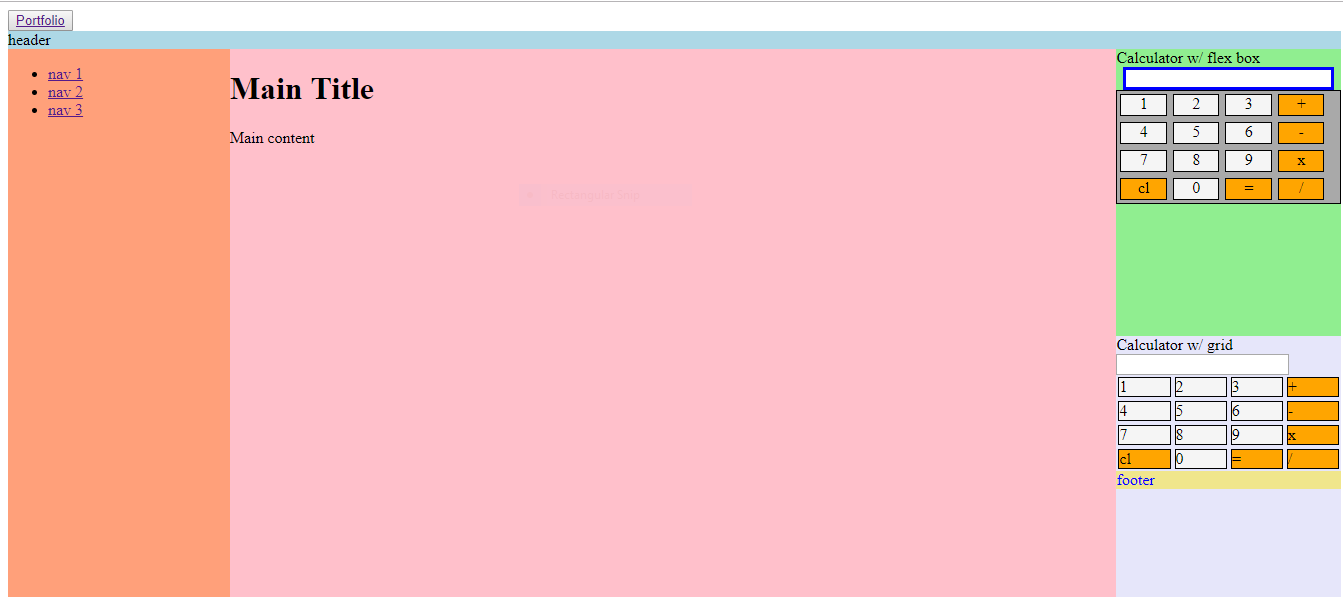 Portfolio
header
nav 1
nav 2
nav 3
Main Title
Main content
Calculator w/ flex box
1 2 3 +
4 5 6 -
7 8 9 x
cl 0 = /
Calculator w/ grid
1 2 3 +
4 5 6 -
7 8 9 x
cl 0 = /
footer